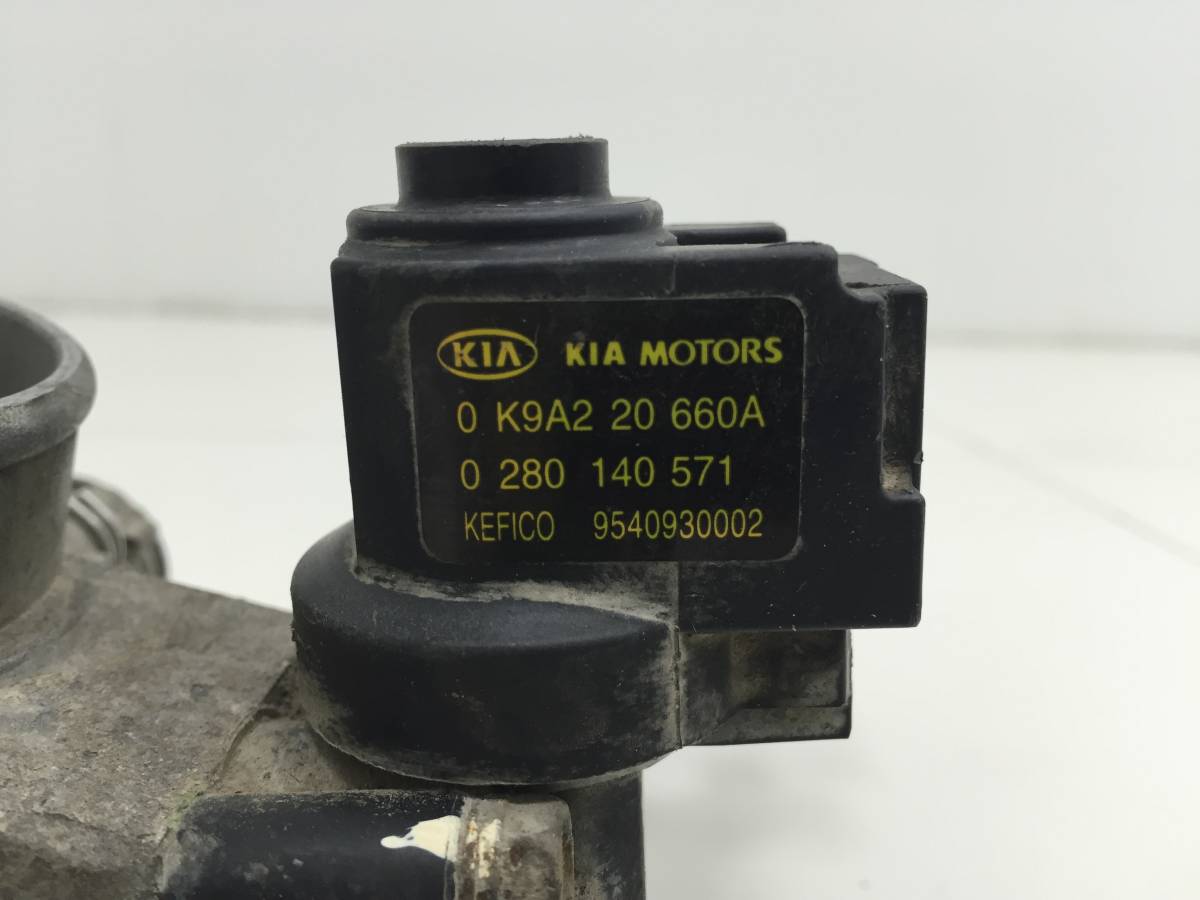 KIA KIA MOTORS
0 K9A2 20 660A
0 280 140 571
KEFICO 9540930002